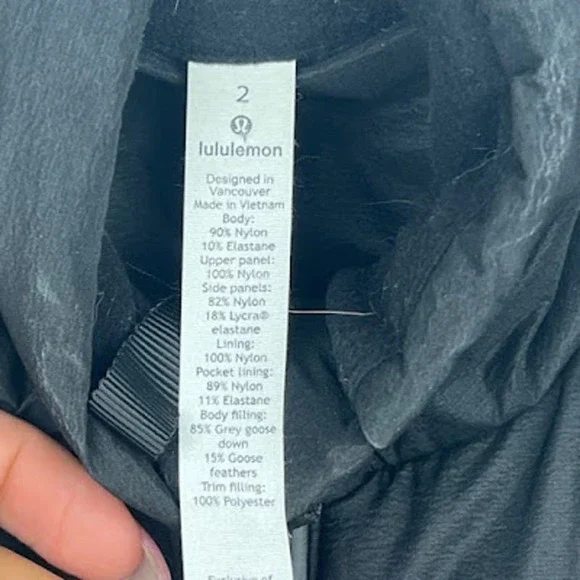 2
lululemon
Designed in
Vancouver
Made in Vietnam
Body:
90% Nylon
10% Elastane
Upper panel:
100% Nylon
Side panels:
82% Nylon
18% Lycra®
elastane
Lining:
100% Nylon
Pocket lining:
89% Nylon
11% Elastane
Body filling:
85% Grey goose
down
15% Goose
feathers
Trim filling:
100% Polyester
Exclusive of